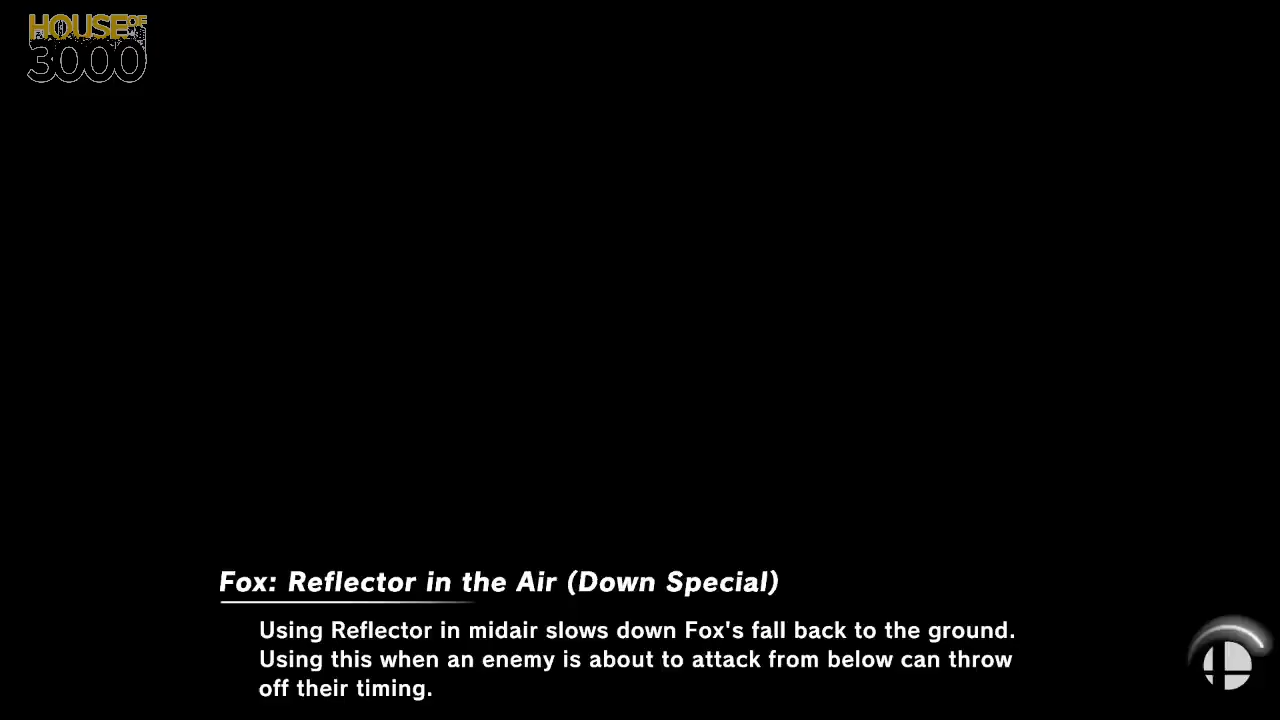 HOUSE OF
3000
Fox: Reflector in the Air (Down Special)
Using Reflector in midair slows down Fox's fall back to the ground.
Using this when an enemy is about to attack from below can throw
off their timing.